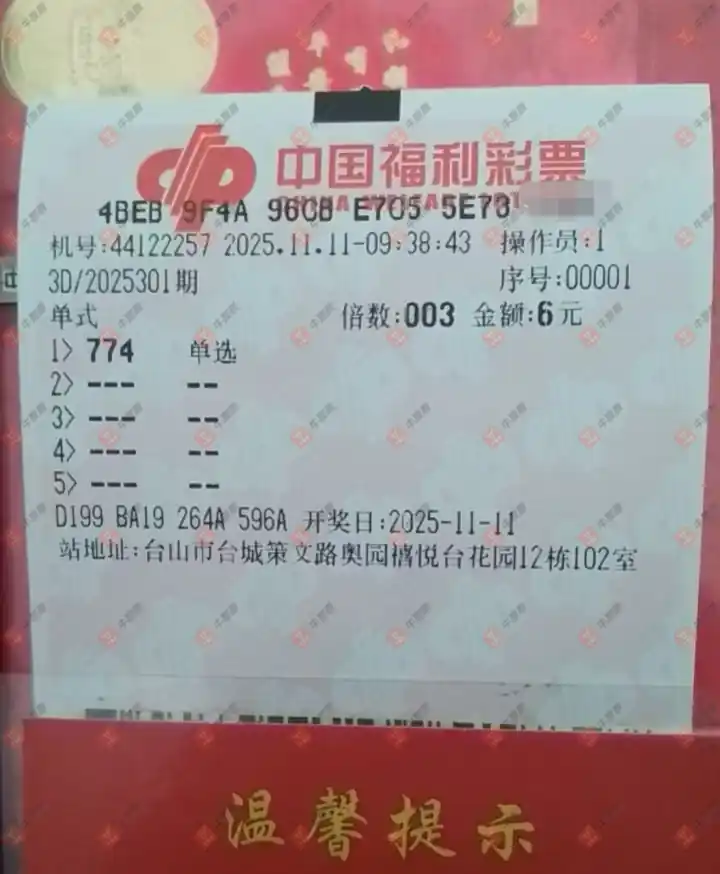 中国福利彩票
CHINA WELFARE LOT
4BEB 9F4A 960B E705 5E78
机号:44122257 2025.11.11-09:38:43 操作员:1
3D/2025301期 序号:00001
单式 倍数:003 金额:6元
1> 774 单选
2> --- --
3> --- --
4> --- --
5> --- --
D199 BA19 264A 596A 开奖日:2025-11-11
站地址:台山市台城策文路奥园禧悦台花园12栋102室
温馨提示